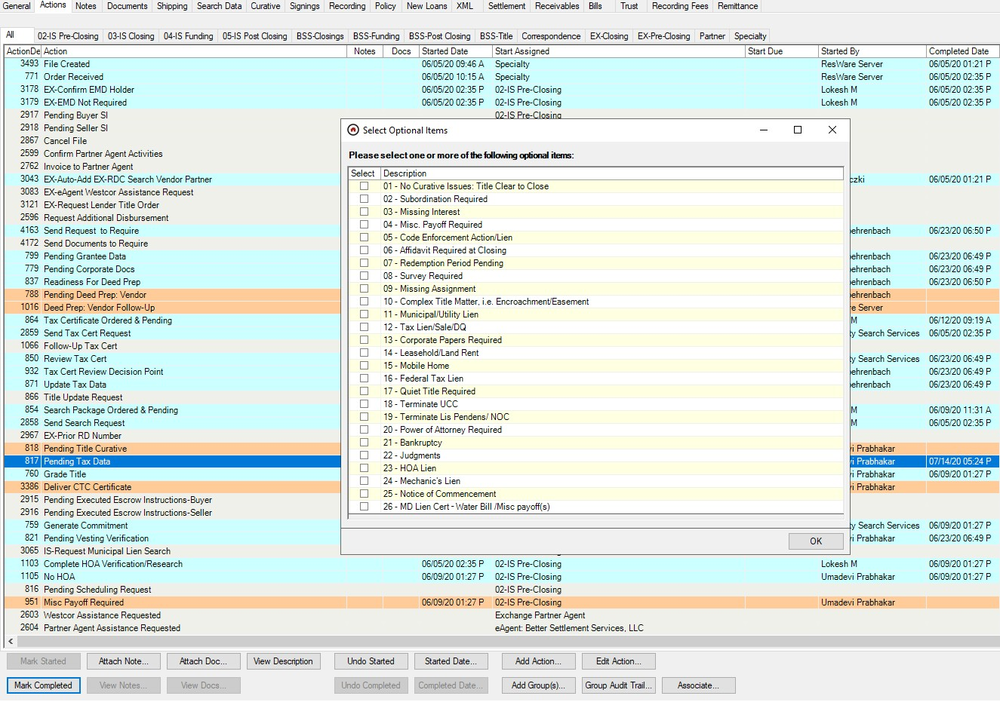 General Actions Notes Documents Shipping Search Data Curative Signings Recording Policy New Loans XML Settlement Receivables Bills Trust Recording Fees Remittance
All 02-IS Pre-Closing 03-IS Closing 04-IS Funding 05-IS Post Closing BSS-Closings BSS-Funding BSS-Post Closing BSS-Title Correspondence EX-Closing EX-Pre-Closing Partner Specialty
ActionDe Action Notes Docs Started Date Start Assigned Start Due Started By Completed Date
3493 File Created 06/05/20 09:46 A Specialty ResWare Server 06/05/20 01:21 P
771 Order Received 06/05/20 10:15 A Specialty ResWare Server 06/05/20 02:35 P
3178 EX-Confirm EMD Holder 06/05/20 02:35 P 02-IS Pre-Closing Lokesh M 06/05/20 02:35 P
3179 EX-EMD Not Required 06/05/20 02:35 P 02-IS Pre-Closing Lokesh M 06/05/20 02:35 P
2917 Pending Buyer SI 02-IS Pre-Closing
2918 Pending Seller SI
2867 Cancel File
2599 Confirm Partner Agent Activities
2762 Invoice to Partner Agent
3043 EX-Auto-Add EX-RDC Search Vendor Partner czki 06/05/20 01:21 P
3083 EX-eAgent Westcor Assistance Request
3121 EX-Request Lender Title Order
2596 Request Additional Disbursement
4163 Send Request to Require ehrenbach 06/23/20 06:50 P
4172 Send Documents to Require
799 Pending Grantee Data ehrenbach 06/23/20 06:49 P
779 Pending Corporate Docs ehrenbach 06/23/20 06:49 P
837 Readiness For Deed Prep ehrenbach 06/23/20 06:50 P
788 Pending Deed Prep: Vendor ehrenbach
1016 Deed Prep: Vendor Follow-Up re Server
864 Tax Certificate Ordered & Pending M 06/12/20 09:19 A
2859 Send Tax Cert Request ty Search Services 06/05/20 02:35 P
1066 Follow-Up Tax Cert
850 Review Tax Cert ty Search Services 06/23/20 06:49 P
932 Tax Cert Review Decision Point ehrenbach 06/23/20 06:49 P
871 Update Tax Data ehrenbach 06/23/20 06:49 P
866 Title Update Request
854 Search Package Ordered & Pending M 06/09/20 11:31 A
2858 Send Search Request M 06/05/20 02:35 P
2967 EX-Prior RD Number
818 Pending Title Curative vi Prabhakar
817 Pending Tax Data vi Prabhakar 07/14/20 05:24 P
760 Grade Title vi Prabhakar 06/09/20 01:27 P
3386 Deliver CTC Certificate vi Prabhakar
2915 Pending Executed Escrow Instructions-Buyer
2916 Pending Executed Escrow Instructions-Seller
759 Generate Commitment ty Search Services 06/09/20 01:27 P
821 Pending Vesting Verification vi Prabhakar 06/23/20 06:49 P
3065 IS-Request Municipal Lien Search
1103 Complete HOA Verification/Research 06/05/20 02:35 P 02-IS Pre-Closing Lokesh M 06/09/20 01:27 P
1105 No HOA 06/09/20 01:27 P 02-IS Pre-Closing Umadevi Prabhakar 06/09/20 01:27 P
816 Pending Scheduling Request 02-IS Pre-Closing
951 Misc Payoff Required 06/09/20 01:27 P 02-IS Pre-Closing Umadevi Prabhakar
2603 Westcor Assistance Requested Exchange Partner Agent
2604 Partner Agent Assistance Requested eAgent: Better Settlement Services, LLC
Select Optional Items
Please select one or more of the following optional items:
Select Description
01 - No Curative Issues: Title Clear to Close
02 - Subordination Required
03 - Missing Interest
04 - Misc. Payoff Required
05 - Code Enforcement Action/Lien
06 - Affidavit Required at Closing
07 - Redemption Period Pending
08 - Survey Required
09 - Missing Assignment
10 - Complex Title Matter, i.e. Encroachment/Easement
11 - Municipal/Utility Lien
12 - Tax Lien/Sale/DQ
13 - Corporate Papers Required
14 - Leasehold/Land Rent
15 - Mobile Home
16 - Federal Tax Lien
17 - Quiet Title Required
18 - Terminate UCC
19 - Terminate Lis Pendens/ NOC
20 - Power of Attorney Required
21 - Bankruptcy
22 - Judgments
23 - HOA Lien
24 - Mechanic's Lien
25 - Notice of Commencement
26 - MD Lien Cert - Water Bill /Misc payoff(s)
OK
Mark Started Attach Note... Attach Doc... View Description Undo Started Started Date... Add Action... Edit Action...
Mark Completed View Notes... View Docs... Undo Completed Completed Date... Add Group(s)... Group Audit Trail... Associate...